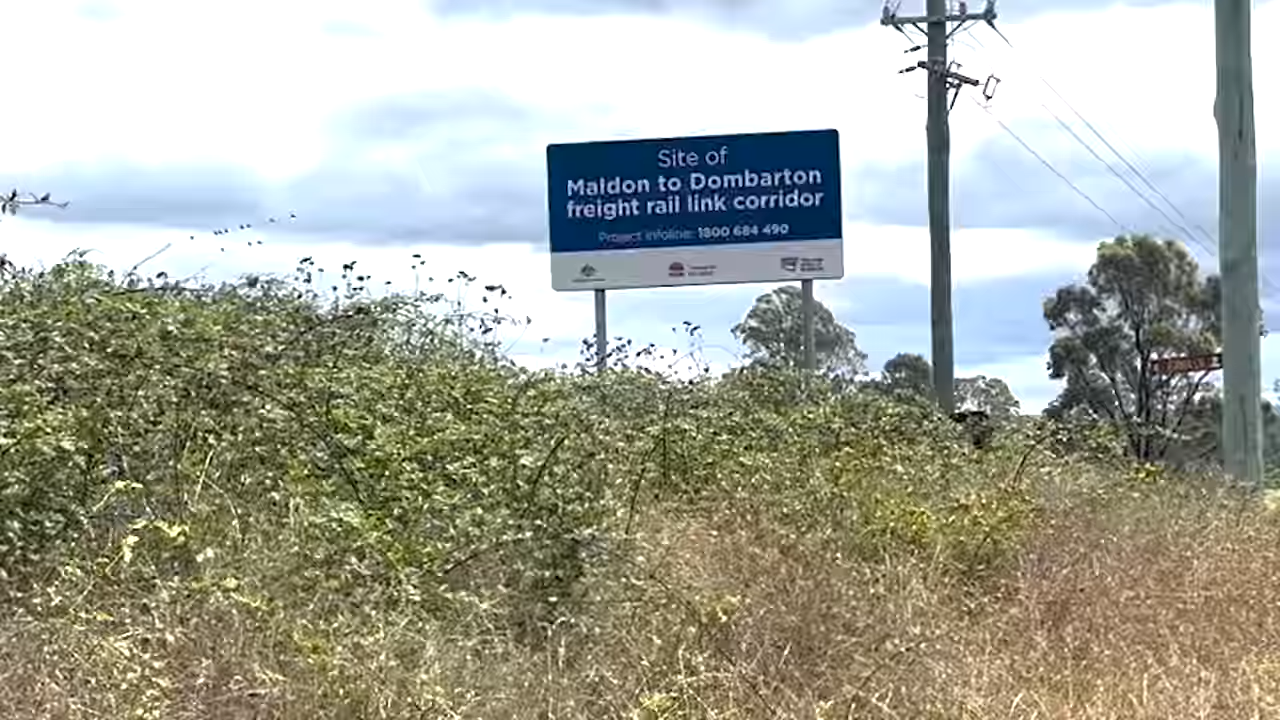 Site of
Maldon to Dombarton
freight rail link corridor
Project infoline: 1800 684 490